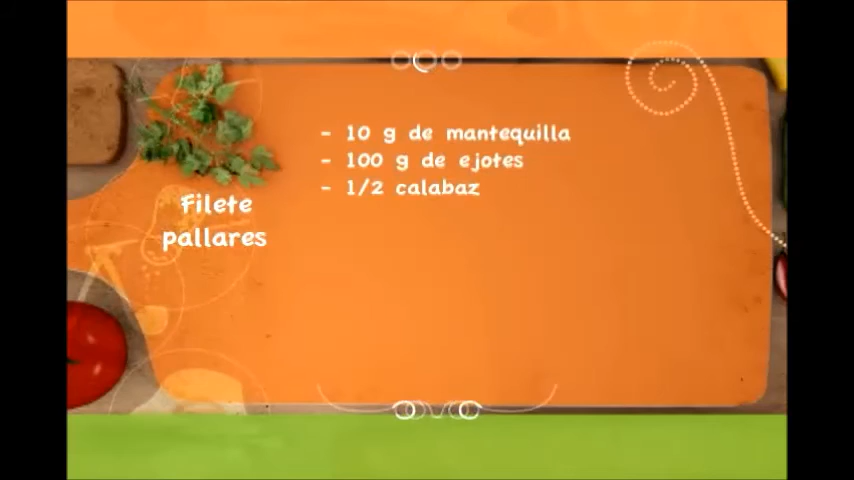 Filete
pallares
- 10 g de mantequilla
- 100 g de ejotes
- 1/2 calabaz